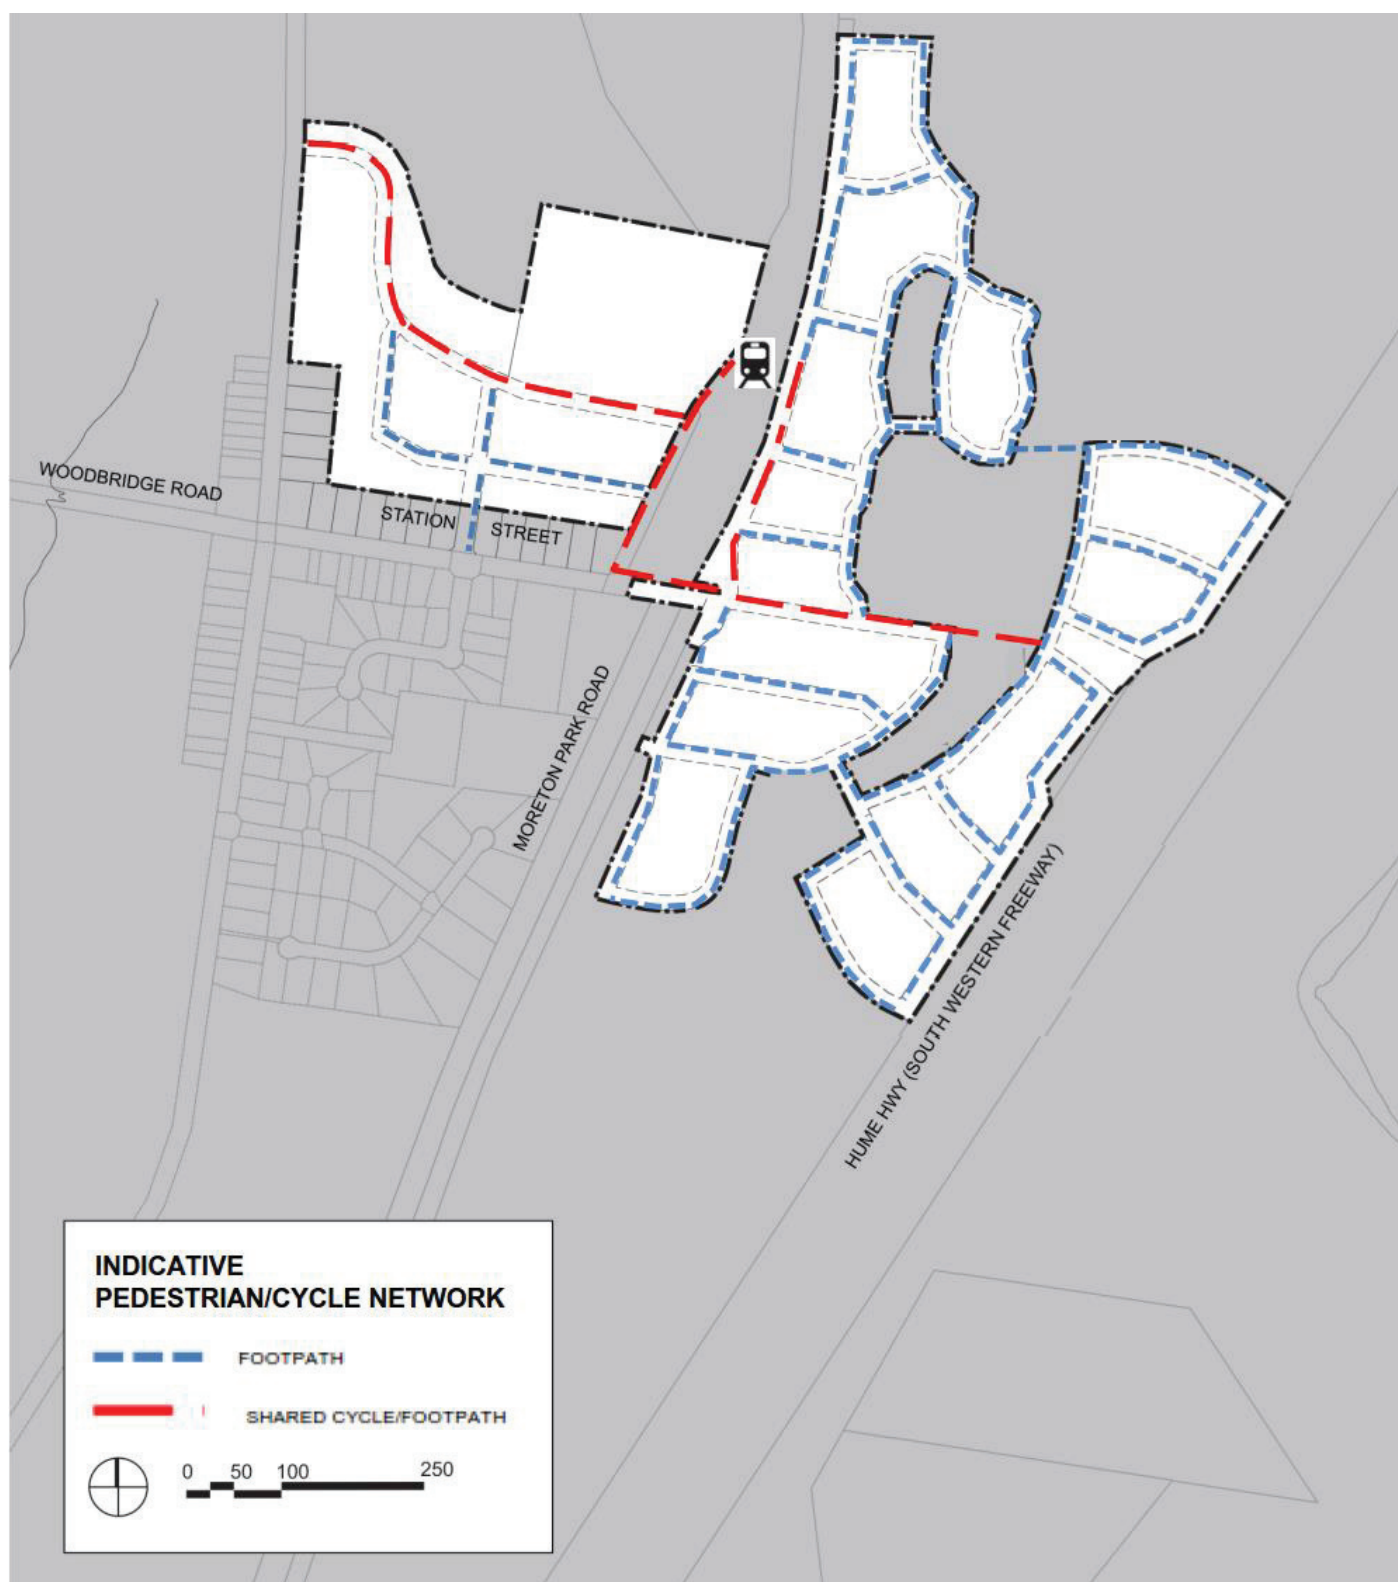 WOODBRIDGE ROAD
STATION STREET
MORETON PARK ROAD
HUME HWY (SOUTH WESTERN FREEWAY)
INDICATIVE
PEDESTRIAN/CYCLE NETWORK
FOOTPATH
SHARED CYCLE/FOOTPATH
0 50 100 250